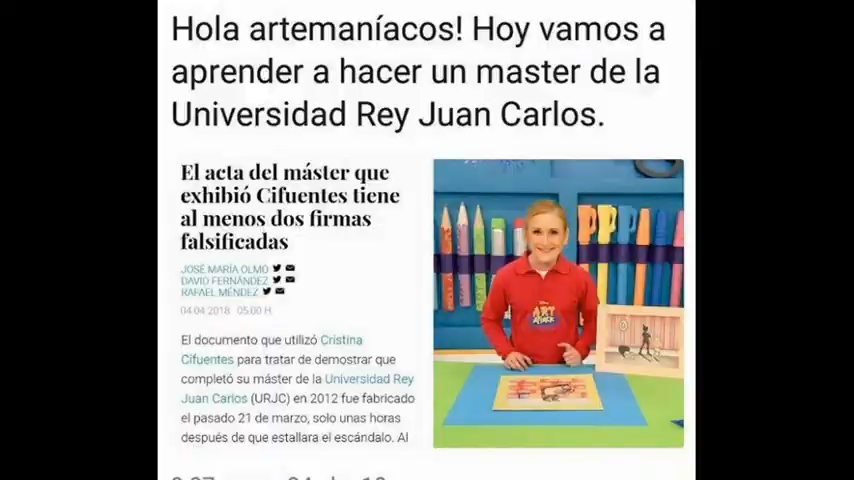 Hola artemaníacos! Hoy vamos a
aprender a hacer un master de la
Universidad Rey Juan Carlos.
El acta del máster que
exhibió Cifuentes tiene
al menos dos firmas
falsificadas
JOSÉ MARÍA OLMO
DAVID FERNÁNDEZ
RAFAEL MÉNDEZ
04.04.2018 05:00 H.
El documento que utilizó Cristina
Cifuentes para tratar de demostrar que
completó su máster de la Universidad Rey
Juan Carlos (URJC) en 2012 fue fabricado
el pasado 21 de marzo, solo unas horas
después de que estallara el escándalo. Al
ART
ATTACK